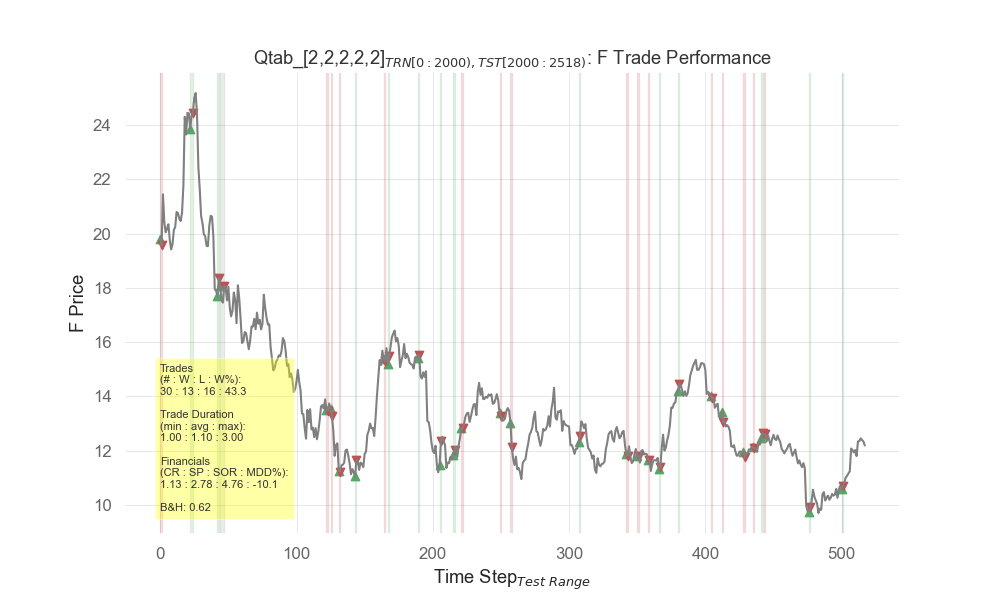 Qtab_[2,2,2,2,2]TRN[0 : 2000), TST[2000 : 2518): F Trade Performance
24
22
20
18
16
14
12
10
F Price
Trades
(# : W : L : W%):
30 : 13 : 16 : 43.3
Trade Duration
(min : avg : max):
1.00 : 1.10 : 3.00
Financials
(CR : SP : SOR : MDD%):
1.13 : 2.78 : 4.76 : -10.1
B&H: 0.62
0 100 200 300 400 500
Time StepTest Range